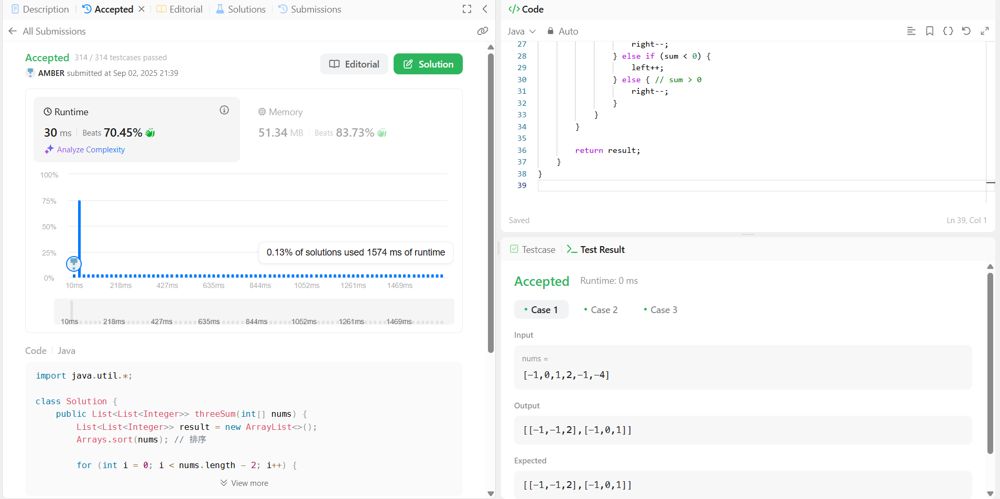 Description
Accepted
Editorial
Solutions
Submissions
All Submissions
Accepted 314 / 314 testcases passed
AMBER submitted at Sep 02, 2025 21:39
Editorial
Solution
Runtime
30 ms Beats 70.45%
Analyze Complexity
Memory
51.34 MB Beats 83.73%
100%
75%
50%
25%
0%
0.13% of solutions used 1574 ms of runtime
10ms 218ms 427ms 635ms 844ms 1052ms 1261ms 1469ms
10ms 218ms 427ms 635ms 844ms 1052ms 1261ms 1469ms
Code Java
import java.util.*;
class Solution {
public List<List<Integer>> threeSum(int[] nums) {
List<List<Integer>> result = new ArrayList<>();
Arrays.sort(nums); // 排序
for (int i = 0; i < nums.length - 2; i++) {
View more
</> Code
Java Auto
27 right--;
28 } else if (sum < 0) {
29 left++;
30 } else { // sum > 0
31 right--;
32 }
33 }
34 }
35
36 return result;
37 }
38 }
39
Saved
Ln 39, Col 1
Testcase
Test Result
Accepted Runtime: 0 ms
Case 1
Case 2
Case 3
Input
nums =
[-1,0,1,2,-1,-4]
Output
[[-1,-1,2],[-1,0,1]]
Expected
[[-1,-1,2],[-1,0,1]]